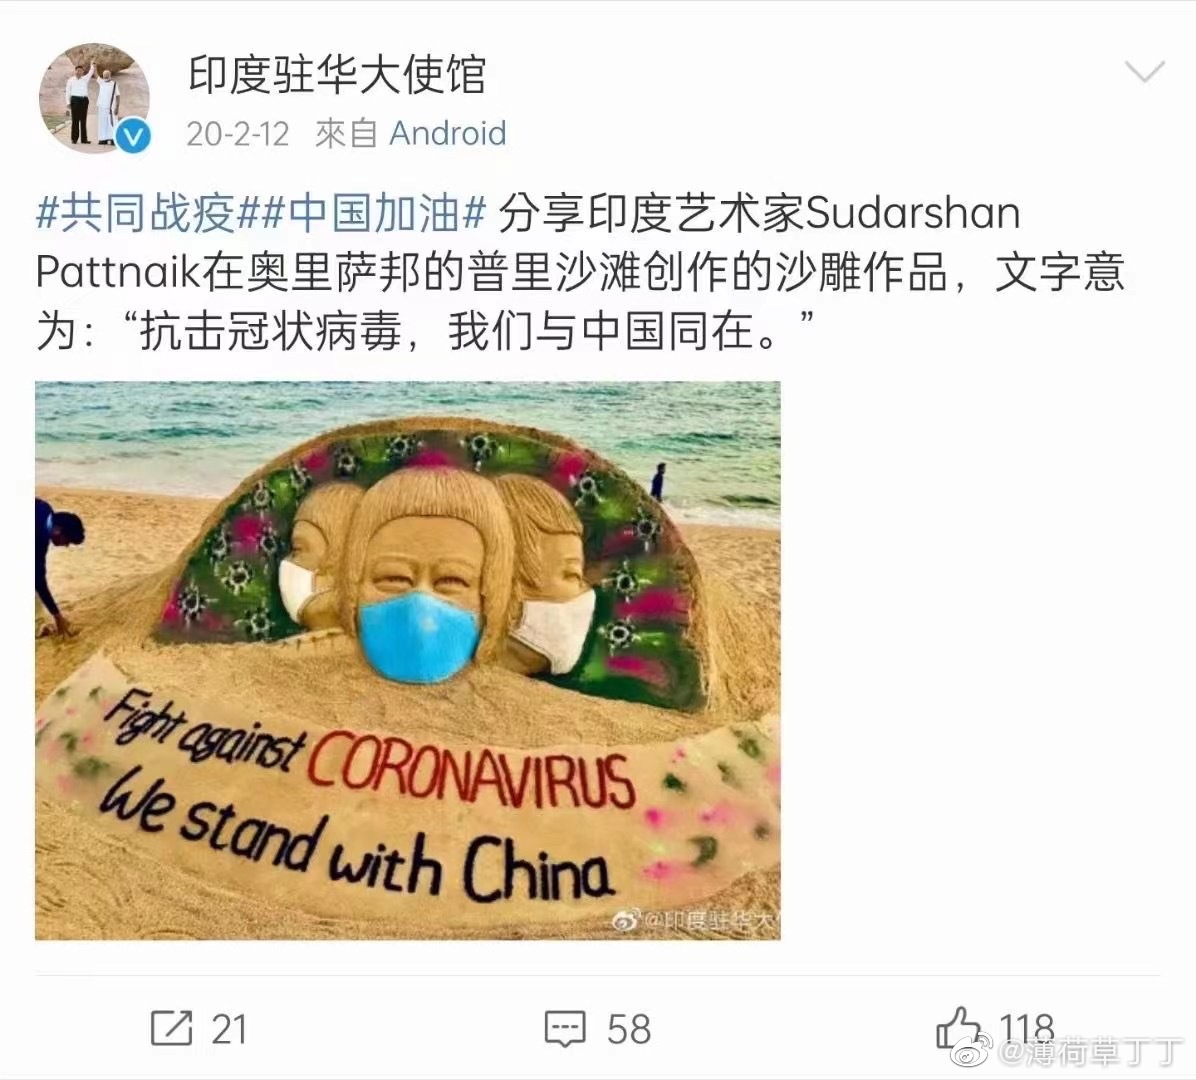 印度驻华大使馆
20-2-12 來自 Android
#共同战疫##中国加油# 分享印度艺术家Sudarshan
Pattnaik在奥里萨邦的普里沙滩创作的沙雕作品，文字意
为：“抗击冠状病毒，我们与中国同在。”
Fight against CORONAVIRUS
We stand with China
@印度驻华大
21 58 118
@薄荷草丁丁